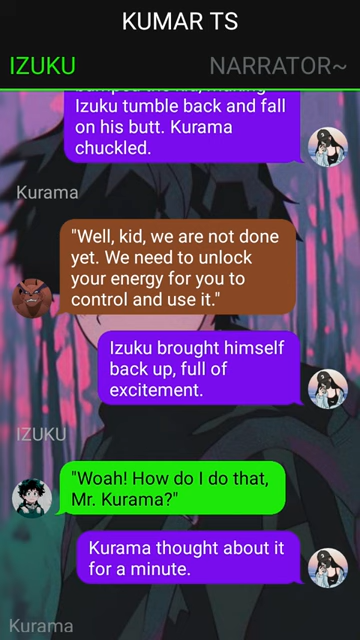 KUMAR TS
IZUKU
NARRATOR~
Izuku tumble back and fall
on his butt. Kurama
chuckled.
Kurama
"Well, kid, we are not done
yet. We need to unlock
your energy for you to
control and use it."
Izuku brought himself
back up, full of
excitement.
IZUKU
"Woah! How do I do that,
Mr. Kurama?"
Kurama thought about it
for a minute.
Kurama